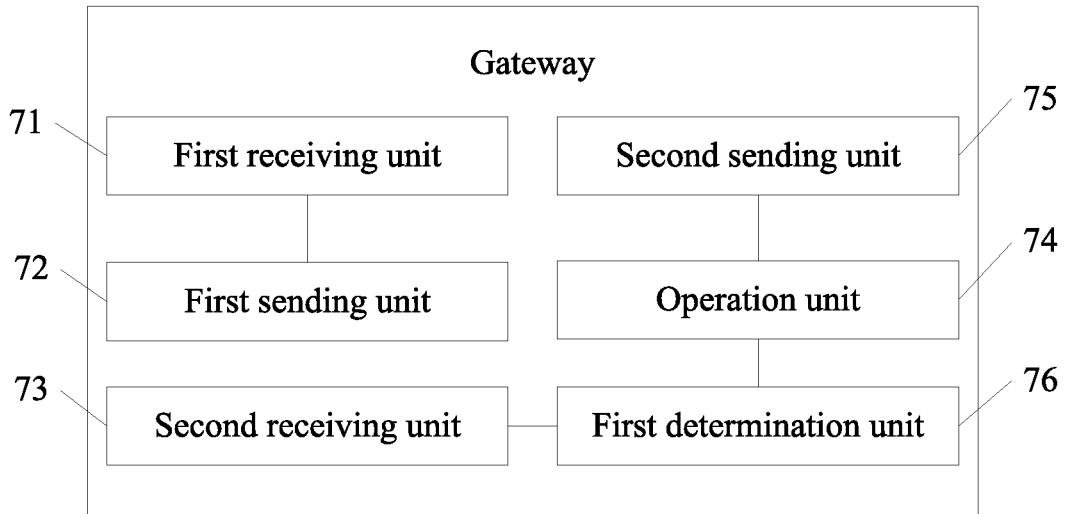 Gateway
71
First receiving unit
Second sending unit
75
72
First sending unit
Operation unit
74
73
Second receiving unit
First determination unit
76